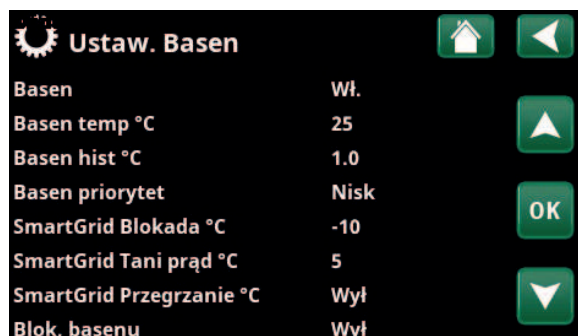 Ustaw. Basen
Basen Wł.
Basen temp °C 25
Basen hist °C 1.0
Basen priorytet Nisk
SmartGrid Blokada °C -10
OK
SmartGrid Tani prąd °C 5
SmartGrid Przegrzanie °C Wył
Blok. basenu Wył